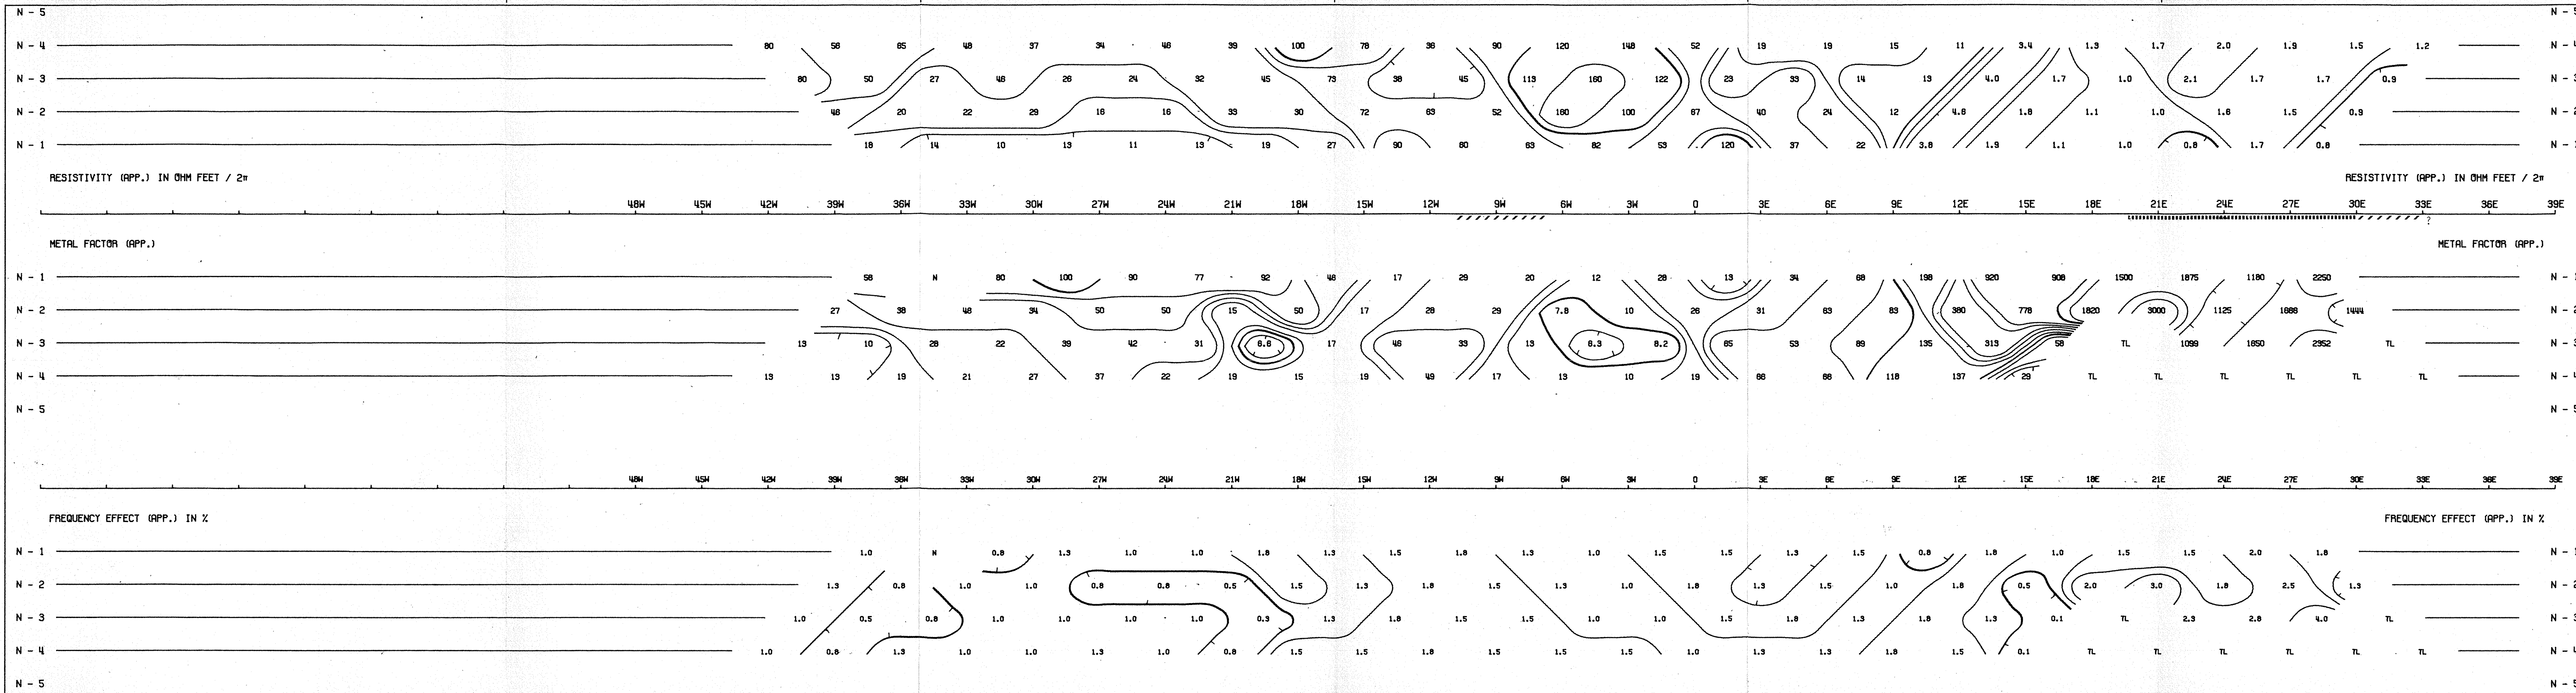 N - 5 N - 5
N - 4 80 58 65 48 37 34 48 39 100 78 38 90 120 148 52 19 19 15 11 3.4 1.3 1.7 2.0 1.9 1.5 1.2 N - 4
N - 3 80 50 27 48 26 24 32 45 73 38 45 113 160 122 23 33 14 13 4.0 1.7 1.0 2.1 1.7 1.7 0.9 N - 3
N - 2 48 20 22 29 16 16 33 30 72 63 52 160 100 67 40 24 12 4.6 1.8 1.1 1.0 1.6 1.5 0.9 N - 2
N - 1 18 14 10 13 11 13 19 27 90 60 63 82 53 120 37 22 3.8 1.9 1.1 1.0 0.8 1.7 0.8 N - 1
RESISTIVITY (APP.) IN OHM FEET / 2π RESISTIVITY (APP.) IN OHM FEET / 2π
48W 45W 42W 39W 36W 33W 30W 27W 24W 21W 18W 15W 12W 9W 6W 3W 0 3E 6E 9E 12E 15E 18E 21E 24E 27E 30E 33E 36E 39E
?
METAL FACTOR (APP.) METAL FACTOR (APP.)
N - 1 58 N 80 100 90 77 92 48 17 29 20 12 28 13 34 68 198 920 908 1500 1875 1180 2250 N - 1
N - 2 27 38 48 34 50 50 15 50 17 28 29 7.8 10 26 31 63 83 380 778 1820 3000 1125 1666 1444 N - 2
N - 3 13 10 28 22 39 42 31 6.6 17 46 33 13 6.3 8.2 65 53 89 135 313 58 TL 1099 1650 2352 TL N - 3
N - 4 13 13 19 21 27 37 22 19 15 19 49 17 13 10 19 66 68 118 137 29 TL TL TL TL TL TL N - 4
N - 5 N - 5
48W 45W 42W 39W 36W 33W 30W 27W 24W 21W 18W 15W 12W 9W 6W 3W 0 3E 6E 9E 12E 15E 18E 21E 24E 27E 30E 33E 36E 39E
FREQUENCY EFFECT (APP.) IN % FREQUENCY EFFECT (APP.) IN %
N - 1 1.0 N 0.8 1.3 1.0 1.0 1.8 1.3 1.5 1.8 1.3 1.0 1.5 1.5 1.3 1.5 0.8 1.8 1.0 1.5 1.5 2.0 1.8 N - 1
N - 2 1.3 0.8 1.0 1.0 0.8 0.8 0.5 1.5 1.3 1.8 1.5 1.3 1.0 1.8 1.3 1.5 1.0 1.8 0.5 2.0 3.0 1.8 2.5 1.3 N - 2
N - 3 1.0 0.5 0.8 1.0 1.0 1.0 1.0 0.3 1.3 1.8 1.5 1.5 1.0 1.0 1.5 1.8 1.3 1.8 1.3 0.1 TL 2.3 2.8 4.0 TL N - 3
N - 4 1.0 0.8 1.3 1.0 1.0 1.3 1.0 0.8 1.5 1.5 1.8 1.5 1.5 1.5 1.0 1.3 1.3 1.8 1.5 0.1 TL TL TL TL TL TL N - 4
N - 5 N - 5